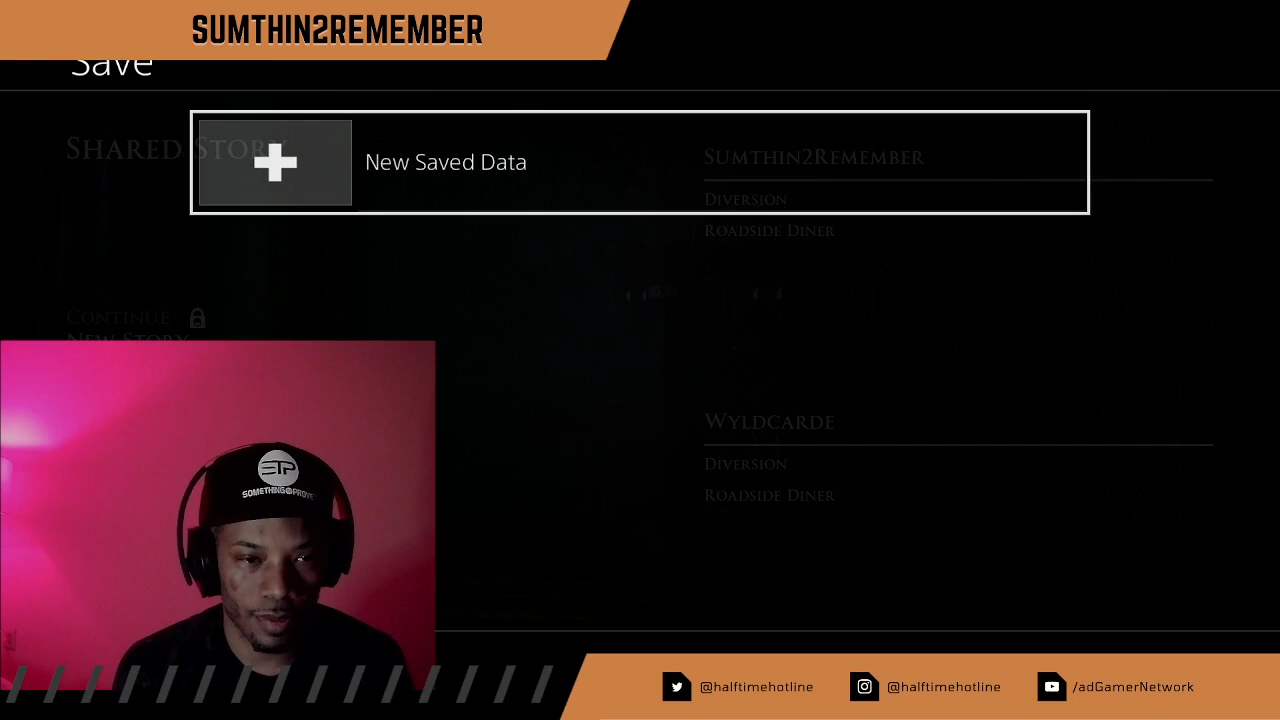 SUMTHIN2REMEMBER
Save
SHARED STORY
New Saved Data
SUMTHIN2REMEMBER
DIVERSION
ROADSIDE DINER
CONTINUE
NEW STORY
WYLDCARDE
DIVERSION
ROADSIDE DINER
STP
SOMETHING2PROVE
@halftimehotline
@halftimehotline
/adGamerNetwork